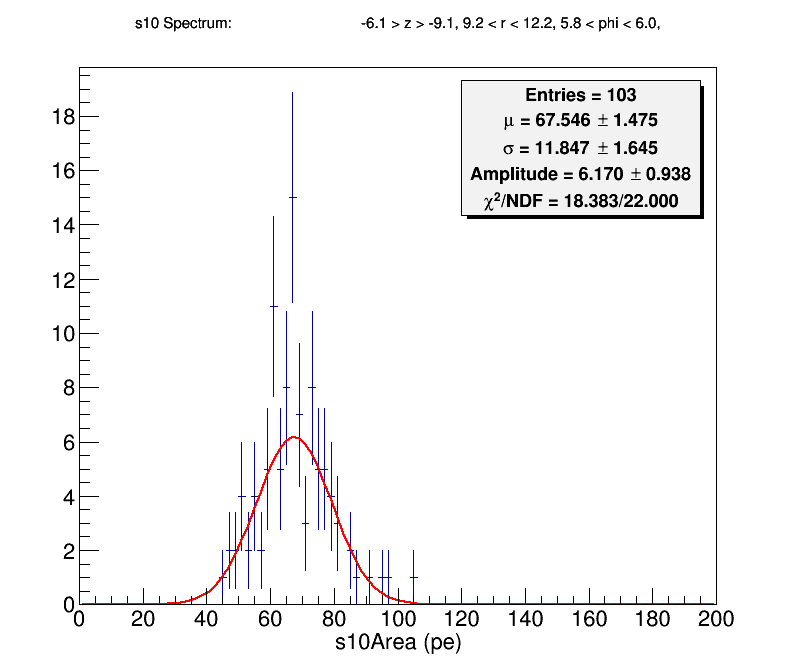 s10 Spectrum: -6.1 > z > -9.1, 9.2 < r < 12.2, 5.8 < phi < 6.0,
Entries = 103
μ = 67.546 ± 1.475
σ = 11.847 ± 1.645
Amplitude = 6.170 ± 0.938
χ²/NDF = 18.383/22.000
18
16
14
12
10
8
6
4
2
0
0 20 40 60 80 100 120 140 160 180 200
s10Area (pe)